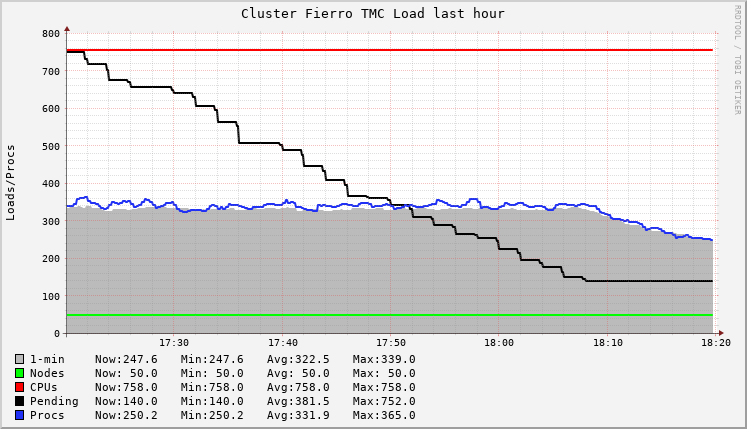 Cluster Fierro TMC Load last hour
RRDTOOL / TOBI OETIKER
Loads/Procs
800
700
600
500
400
300
200
100
0
17:30 17:40 17:50 18:00 18:10 18:20
1-min Now:247.6 Min:247.6 Avg:322.5 Max:339.0
Nodes Now: 50.0 Min: 50.0 Avg: 50.0 Max: 50.0
CPUs Now:758.0 Min:758.0 Avg:758.0 Max:758.0
Pending Now:140.0 Min:140.0 Avg:381.5 Max:752.0
Procs Now:250.2 Min:250.2 Avg:331.9 Max:365.0